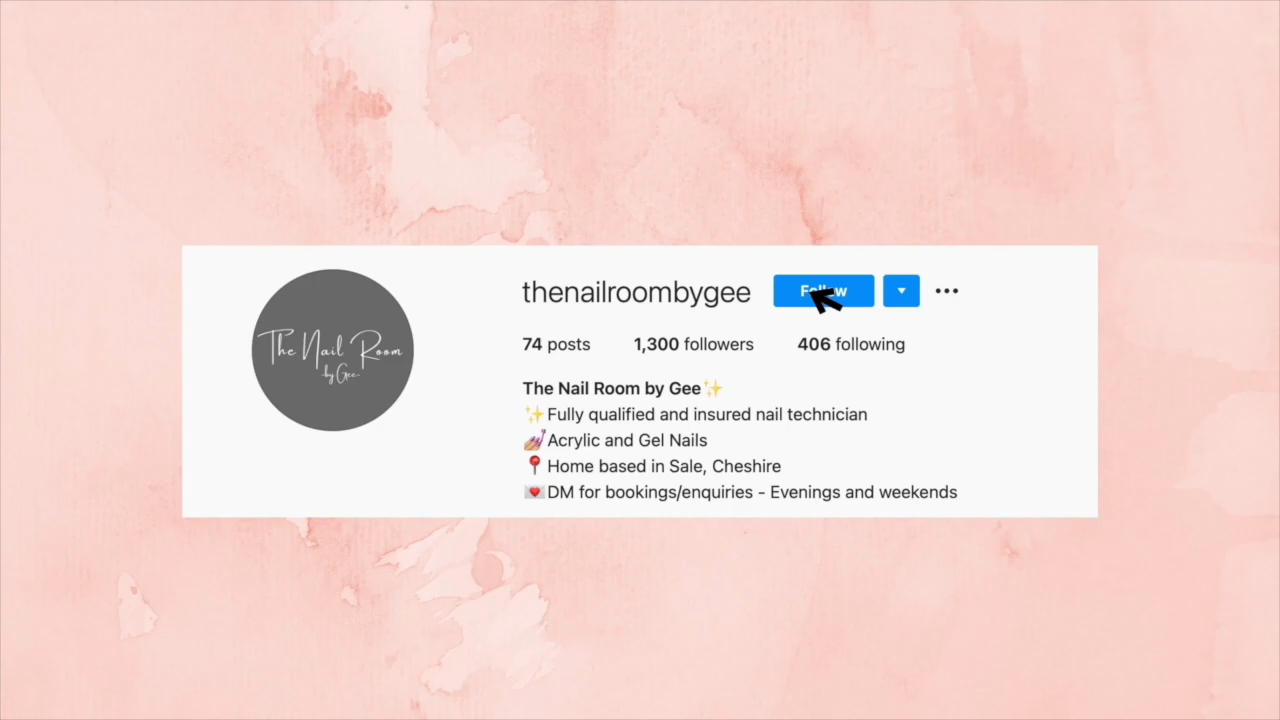 The Nail Room
-by Gee-
thenailroombygee Follow
74 posts 1,300 followers 406 following
The Nail Room by Gee✨
✨Fully qualified and insured nail technician
💅Acrylic and Gel Nails
📍Home based in Sale, Cheshire
💌DM for bookings/enquiries - Evenings and weekends